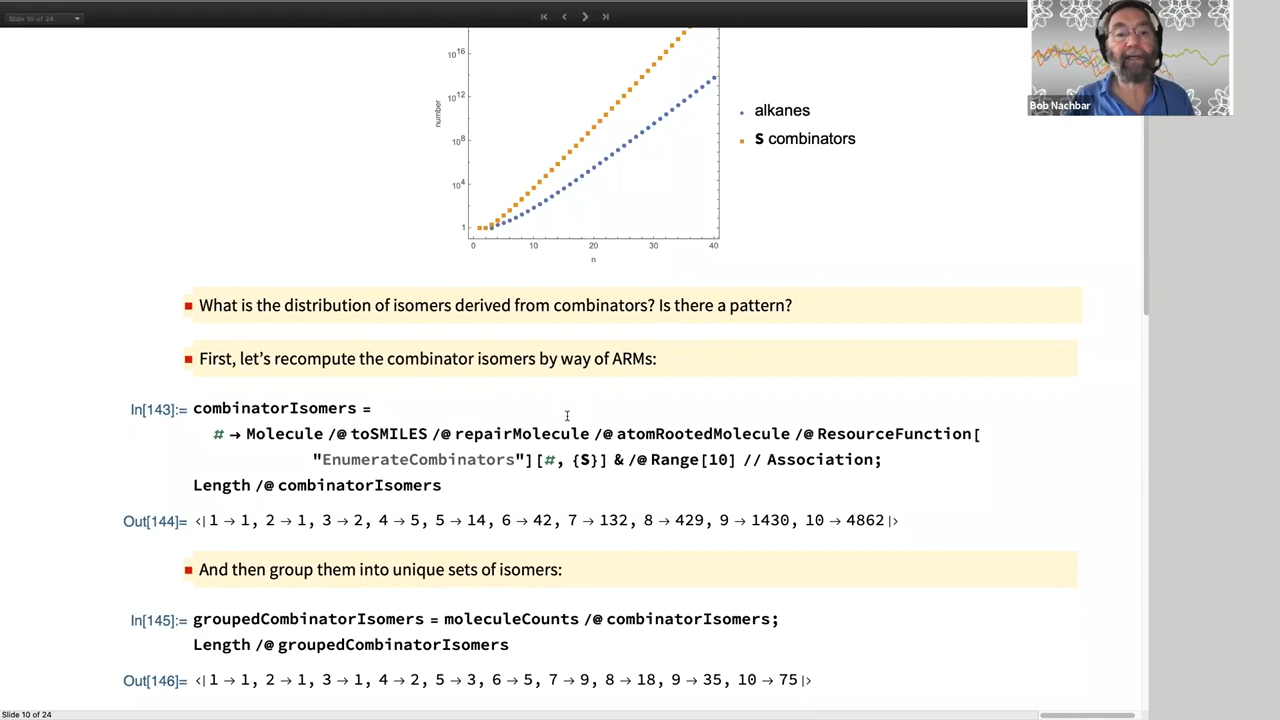 Slide 10 of 24
Bob Nachbar
10^16
10^12
10^8
10^4
1
number
0 10 20 30 40
n
alkanes
S combinators
What is the distribution of isomers derived from combinators? Is there a pattern?
First, let's recompute the combinator isomers by way of ARMs:
In[143]:= combinatorIsomers =
# → Molecule /@ toSMILES /@ repairMolecule /@ atomRootedMolecule /@ ResourceFunction[
"EnumerateCombinators"][#, {S}] & /@ Range[10] // Association;
Length /@ combinatorIsomers
Out[144]= <|1 → 1, 2 → 1, 3 → 2, 4 → 5, 5 → 14, 6 → 42, 7 → 132, 8 → 429, 9 → 1430, 10 → 4862|>
And then group them into unique sets of isomers:
In[145]:= groupedCombinatorIsomers = moleculeCounts /@ combinatorIsomers;
Length /@ groupedCombinatorIsomers
Out[146]= <|1 → 1, 2 → 1, 3 → 1, 4 → 2, 5 → 3, 6 → 5, 7 → 9, 8 → 18, 9 → 35, 10 → 75|>
Slide 10 of 24